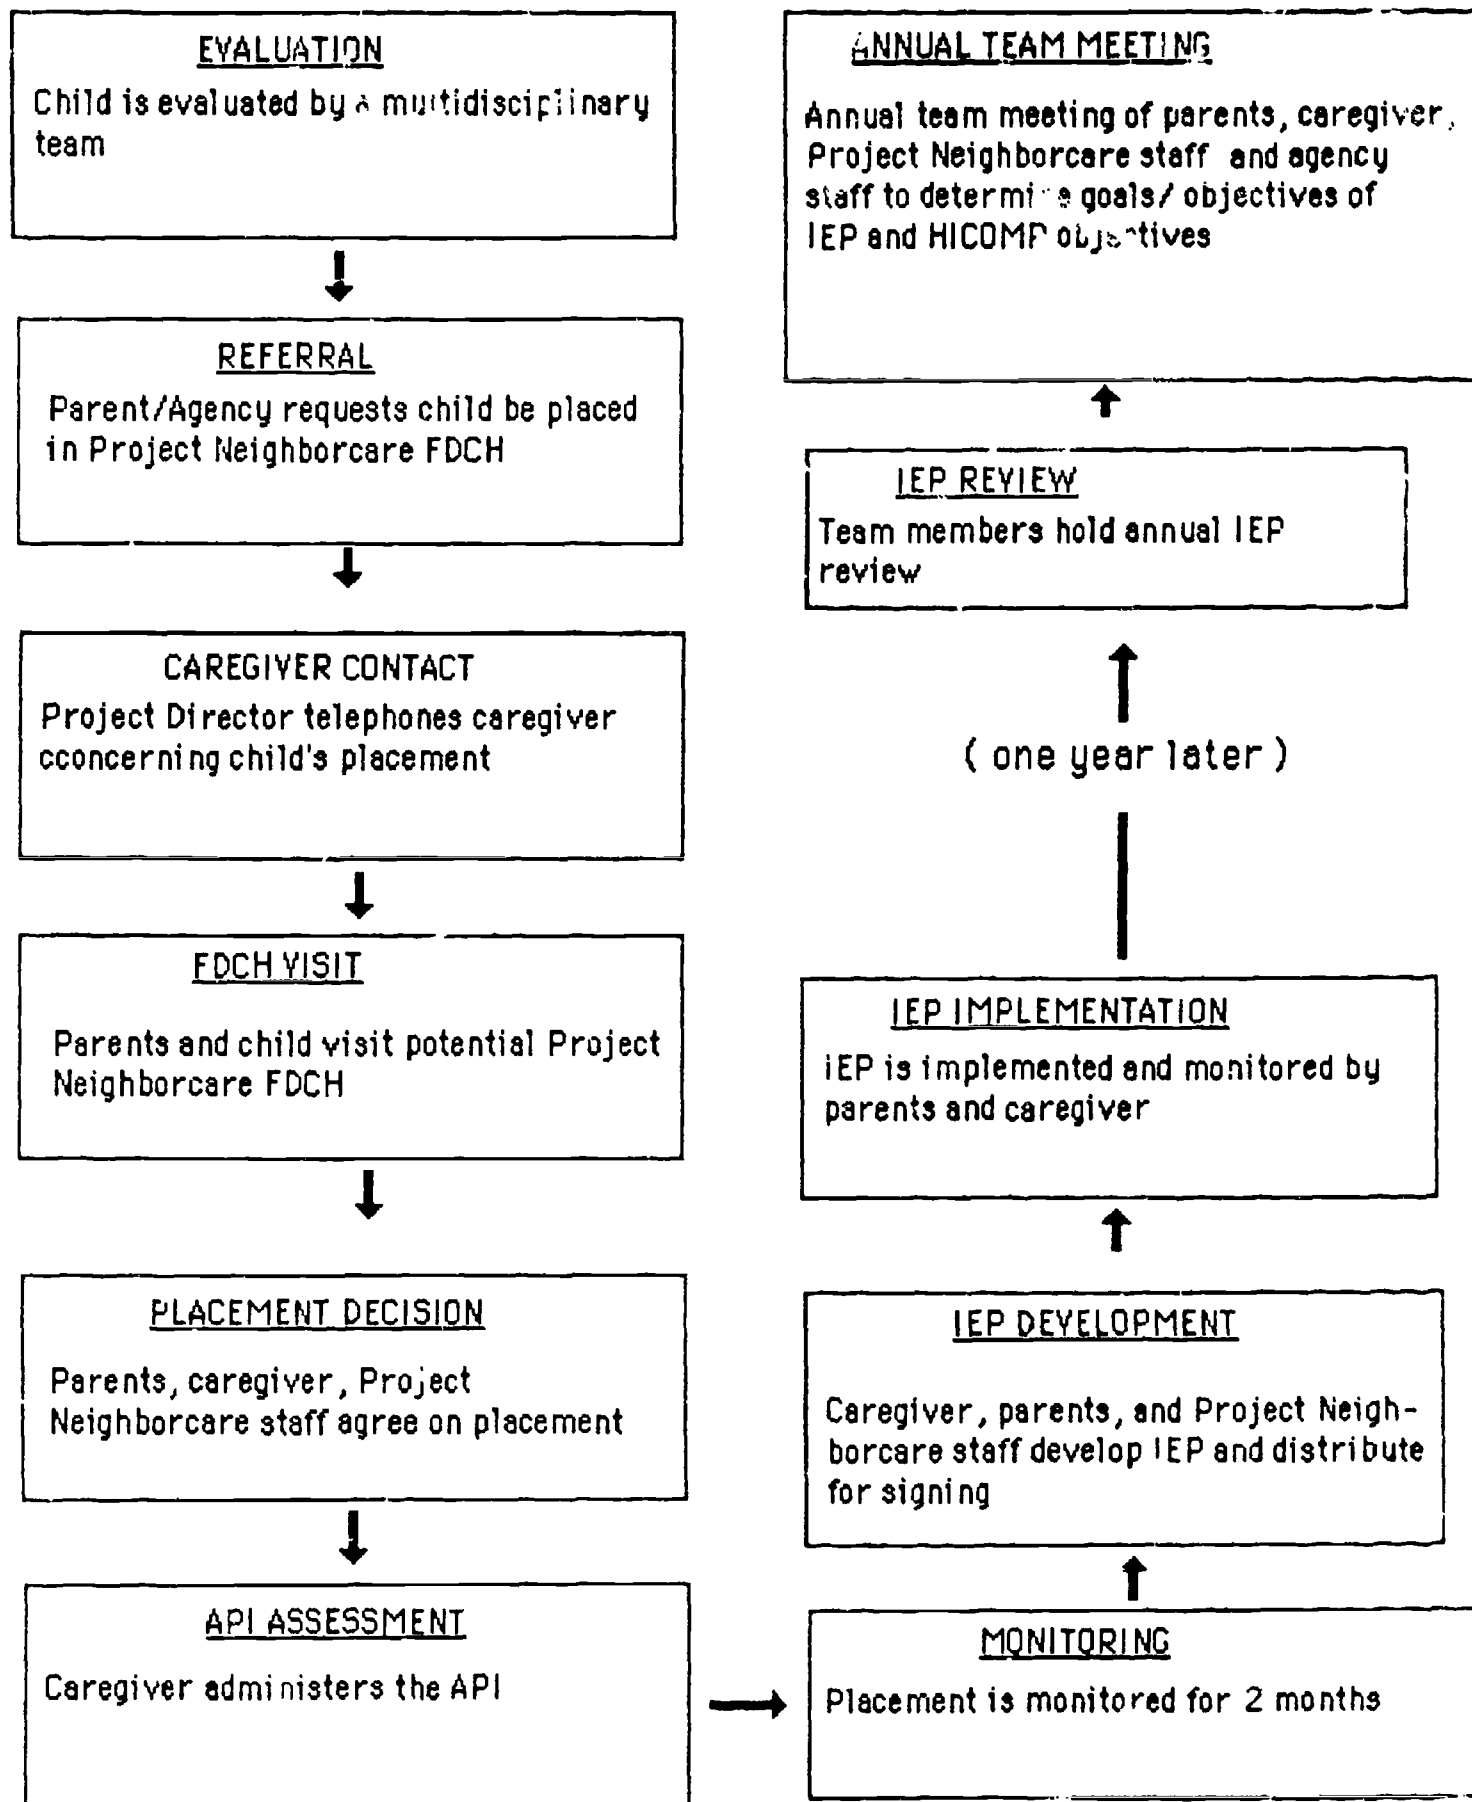 EVALUATION
Child is evaluated by a multidisciplinary
team
REFERRAL
Parent/Agency requests child be placed
in Project Neighborcare FDCH
CAREGIVER CONTACT
Project Director telephones caregiver
cconcerning child's placement
FDCH VISIT
Parents and child visit potential Project
Neighborcare FDCH
PLACEMENT DECISION
Parents, caregiver, Project
Neighborcare staff agree on placement
API ASSESSMENT
Caregiver administers the API
MONITORING
Placement is monitored for 2 months
IEP DEVELOPMENT
Caregiver, parents, and Project Neigh-
borcare staff develop IEP and distribute
for signing
IEP IMPLEMENTATION
IEP is implemented and monitored by
parents and caregiver
( one year later )
IEP REVIEW
Team members hold annual IEP
review
ANNUAL TEAM MEETING
Annual team meeting of parents, caregiver,
Project Neighborcare staff and agency
staff to determine goals/ objectives of
IEP and HICOMP objectives